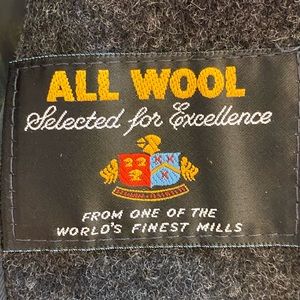 ALL WOOL
Selected for Excellence
FROM ONE OF THE
WORLD'S FINEST MILLS